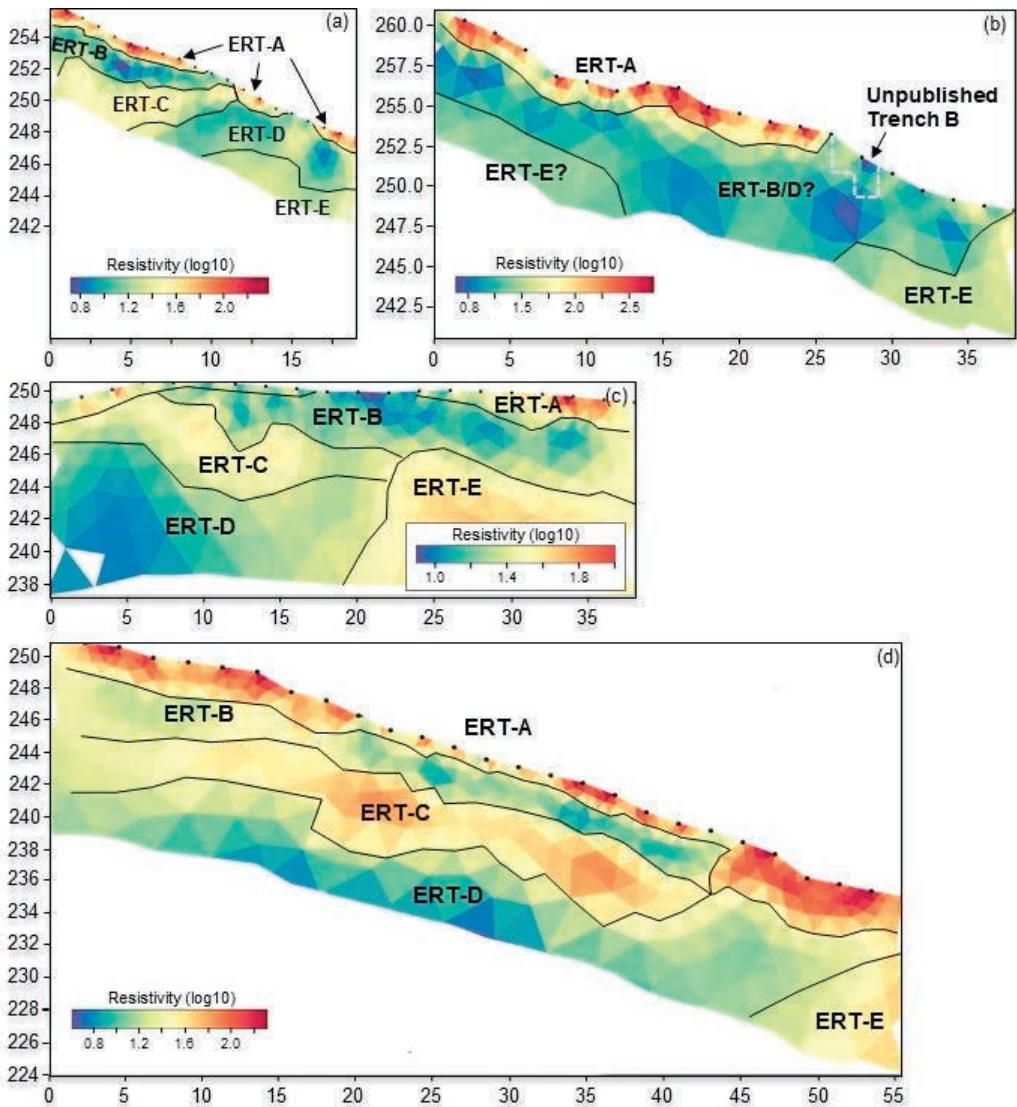 (a)
254
252
250
248
246
244
242
ERT-A
ERT-B
ERT-C
ERT-D
ERT-E
Resistivity (log10)
0.8 1.2 1.6 2.0
0 5 10 15
(b)
260.0
257.5
255.0
252.5
250.0
247.5
245.0
242.5
ERT-A
Unpublished
Trench B
ERT-E?
ERT-B/D?
ERT-E
Resistivity (log10)
0.8 1.5 2.0 2.5
0 5 10 15 20 25 30 35
(c)
250
248
246
244
242
240
238
ERT-B
ERT-A
ERT-C
ERT-E
ERT-D
Resistivity (log10)
1.0 1.4 1.8
0 5 10 15 20 25 30 35
(d)
250
248
246
244
242
240
238
236
234
232
230
228
226
224
ERT-B
ERT-A
ERT-C
ERT-D
ERT-E
Resistivity (log10)
0.8 1.2 1.6 2.0
0 5 10 15 20 25 30 35 40 45 50 55